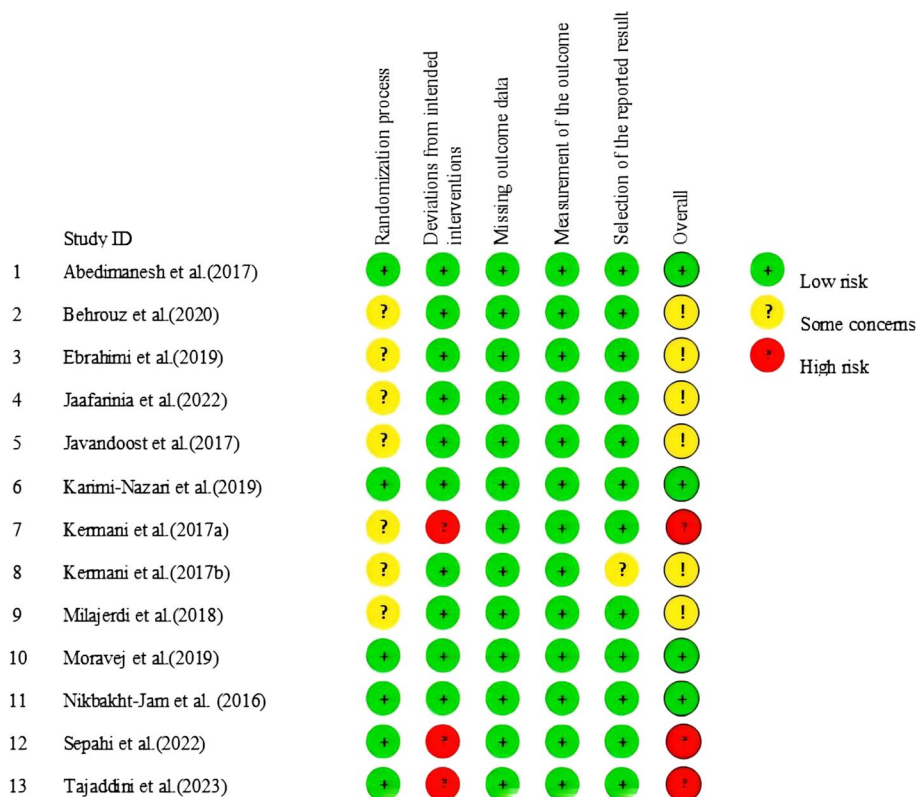 Randomization process
Deviations from intended
interventions
Missing outcome data
Measurement of the outcome
Selection of the reported result
Overall
Study ID
1 Abedimanesh et al.(2017) + + + + + +
2 Behrouz et al.(2020) ? + + + + !
3 Ebrahimi et al.(2019) ? + + + + !
4 Jaafarinia et al.(2022) ? + + + + !
5 Javandoost et al.(2017) ? + + + + !
6 Karimi-Nazari et al.(2019) + + + + + +
7 Kermani et al.(2017a) ? ? + + + ?
8 Kermani et al.(2017b) ? + + + ? !
9 Milajerdi et al.(2018) ? + + + + !
10 Moravej et al.(2019) + + + + + +
11 Nikbakht-Jam et al. (2016) + + + + + +
12 Sepahi et al.(2022) + + + +
13 Tajaddini et al.(2023) + ? + + + ?
+ Low risk
? Some concerns
High risk